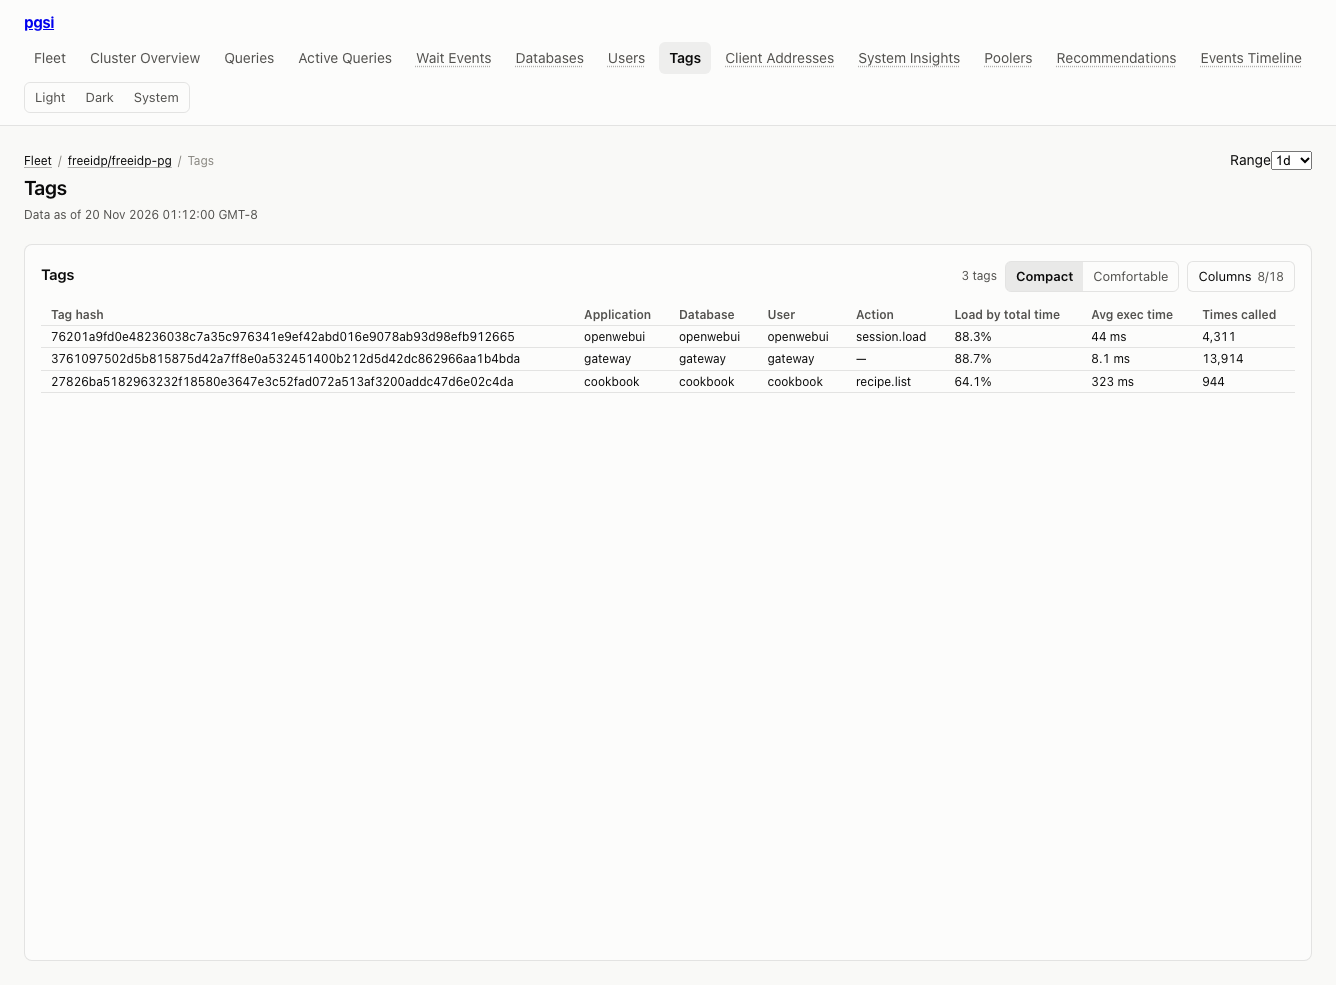 pgsi
Fleet Cluster Overview Queries Active Queries Wait Events Databases Users Tags Client Addresses System Insights Poolers Recommendations Events Timeline
Light Dark System
Fleet / freeidp/freeidp-pg / Tags
Range 1d
Tags
Data as of 20 Nov 2026 01:12:00 GMT-8
Tags
3 tags Compact Comfortable Columns 8/18
Tag hash Application Database User Action Load by total time Avg exec time Times called
76201a9fd0e48236038c7a35c976341e9ef42abd016e9078ab93d98efb912665 openwebui openwebui openwebui session.load 88.3% 44 ms 4,311
3761097502d5b815875d42a7ff8e0a532451400b212d5d42dc862966aa1b4bda gateway gateway gateway — 88.7% 8.1 ms 13,914
27826ba5182963232f18580e3647e3c52fad072a513af3200addc47d6e02c4da cookbook cookbook cookbook recipe.list 64.1% 323 ms 944